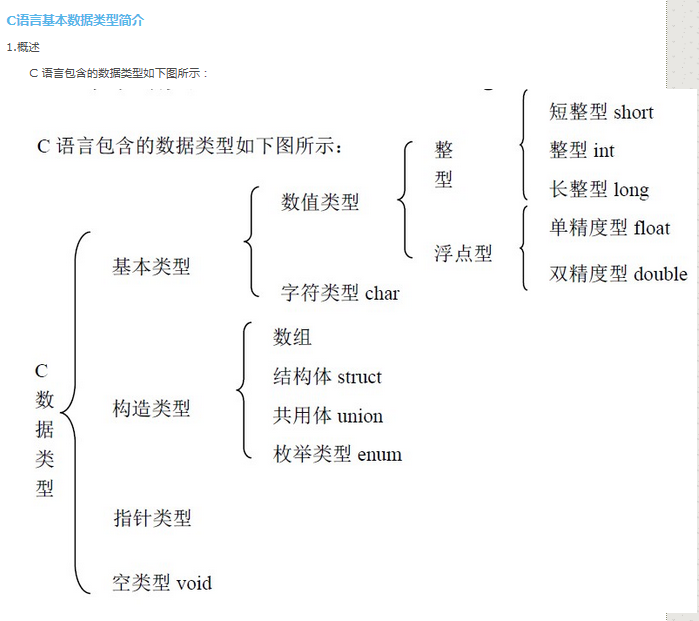 C语言基本数据类型简介
1.概述
C 语言包含的数据类型如下图所示：
C 语言包含的数据类型如下图所示：
C数据类型
基本类型
数值类型
整型
短整型 short
整型 int
长整型 long
浮点型
单精度型 float
双精度型 double
字符类型 char
构造类型
数组
结构体 struct
共用体 union
枚举类型 enum
指针类型
空类型 void